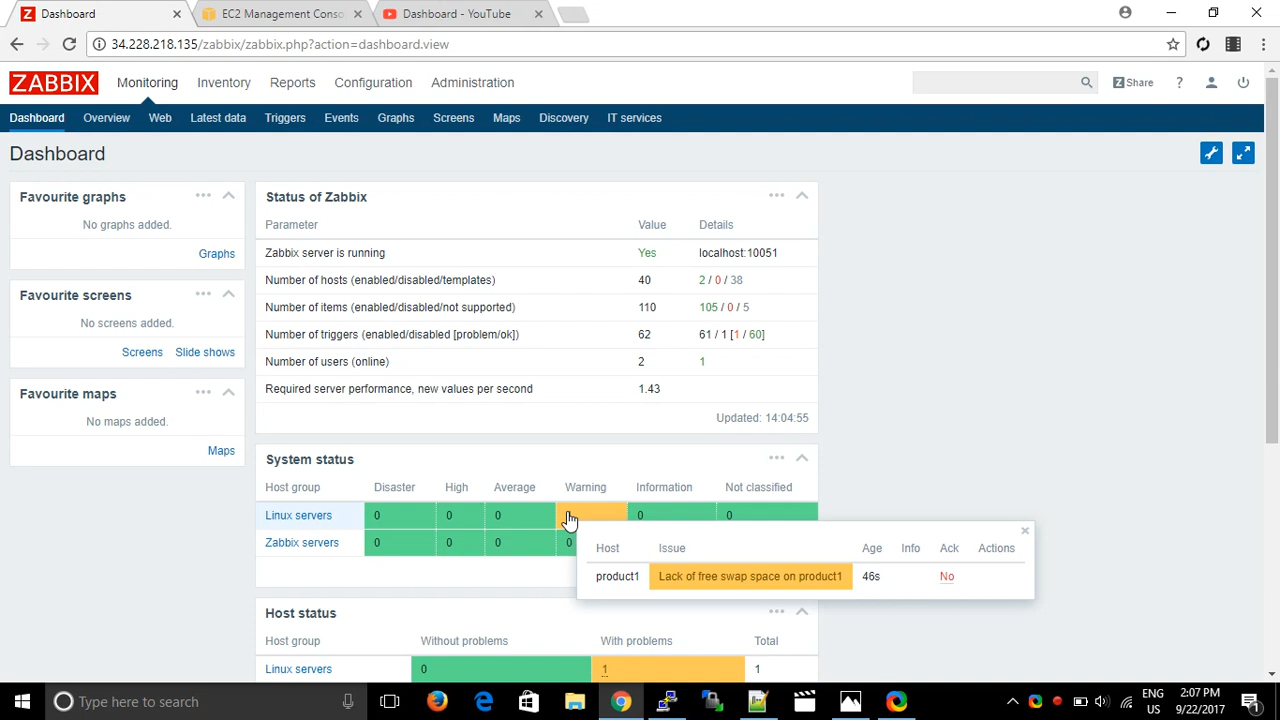 Z Dashboard
EC2 Management Conso
Dashboard - YouTube
34.228.218.135/zabbix/zabbix.php?action=dashboard.view
ZABBIX Monitoring Inventory Reports Configuration Administration Z Share ?
Dashboard Overview Web Latest data Triggers Events Graphs Screens Maps Discovery IT services
Dashboard
Favourite graphs
No graphs added.
Graphs
Favourite screens
No screens added.
Screens Slide shows
Favourite maps
No maps added.
Maps
Status of Zabbix
Parameter Value Details
Zabbix server is running Yes localhost:10051
Number of hosts (enabled/disabled/templates) 40 2 / 0 / 38
Number of items (enabled/disabled/not supported) 110 105 / 0 / 5
Number of triggers (enabled/disabled [problem/ok]) 62 61 / 1 [1 / 60]
Number of users (online) 2 1
Required server performance, new values per second 1.43
Updated: 14:04:55
System status
Host group Disaster High Average Warning Information Not classified
Linux servers 0 0 0 0 0
Zabbix servers 0 0 0 0
Host Issue Age Info Ack Actions
product1 Lack of free swap space on product1 46s No
Host status
Host group Without problems With problems Total
Linux servers 0 1 1
Type here to search
ENG
US
2:07 PM
9/22/2017
1